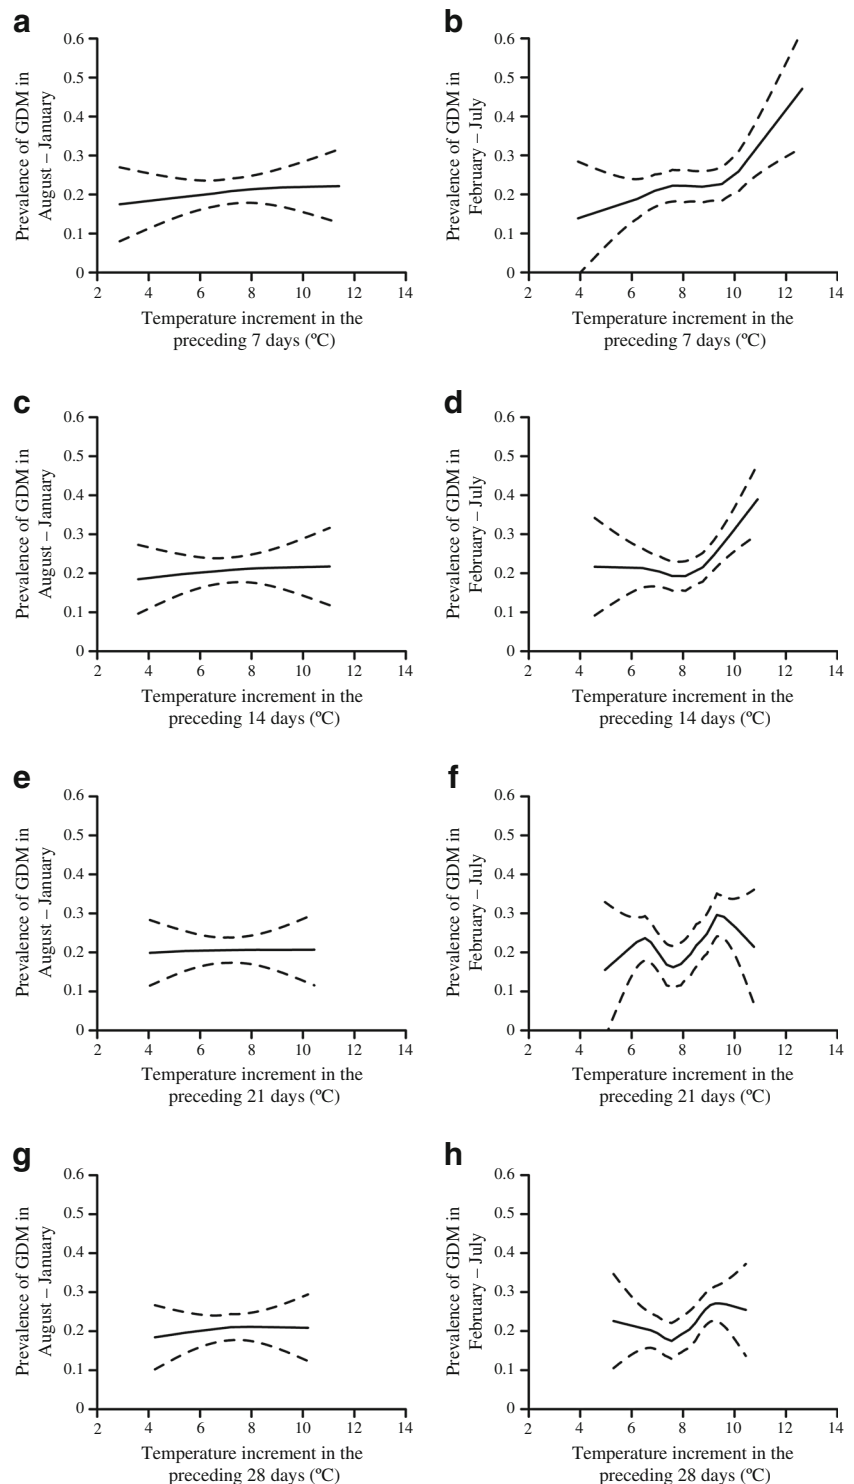 a
0.6
0.5
0.4
0.3
0.2
0.1
0
Prevalence of GDM in
August – January
2 4 6 8 10 12 14
Temperature increment in the
preceding 7 days (ºC)
b
0.6
0.5
0.4
0.3
0.2
0.1
0
Prevalence of GDM in
February – July
2 4 6 8 10 12 14
Temperature increment in the
preceding 7 days (ºC)
c
0.6
0.5
0.4
0.3
0.2
0.1
0
Prevalence of GDM in
August – January
2 4 6 8 10 12 14
Temperature increment in the
preceding 14 days (ºC)
d
0.6
0.5
0.4
0.3
0.2
0.1
0
Prevalence of GDM in
February – July
2 4 6 8 10 12 14
Temperature increment in the
preceding 14 days (ºC)
e
0.6
0.5
0.4
0.3
0.2
0.1
0
Prevalence of GDM in
August – January
2 4 6 8 10 12 14
Temperature increment in the
preceding 21 days (ºC)
f
0.6
0.5
0.4
0.3
0.2
0.1
0
Prevalence of GDM in
February – July
2 4 6 8 10 12 14
Temperature increment in the
preceding 21 days (ºC)
g
0.6
0.5
0.4
0.3
0.2
0.1
0
Prevalence of GDM in
August – January
2 4 6 8 10 12 14
Temperature increment in the
preceding 28 days (ºC)
h
0.6
0.5
0.4
0.3
0.2
0.1
0
Prevalence of GDM in
February – July
2 4 6 8 10 12 14
Temperature increment in the
preceding 28 days (ºC)